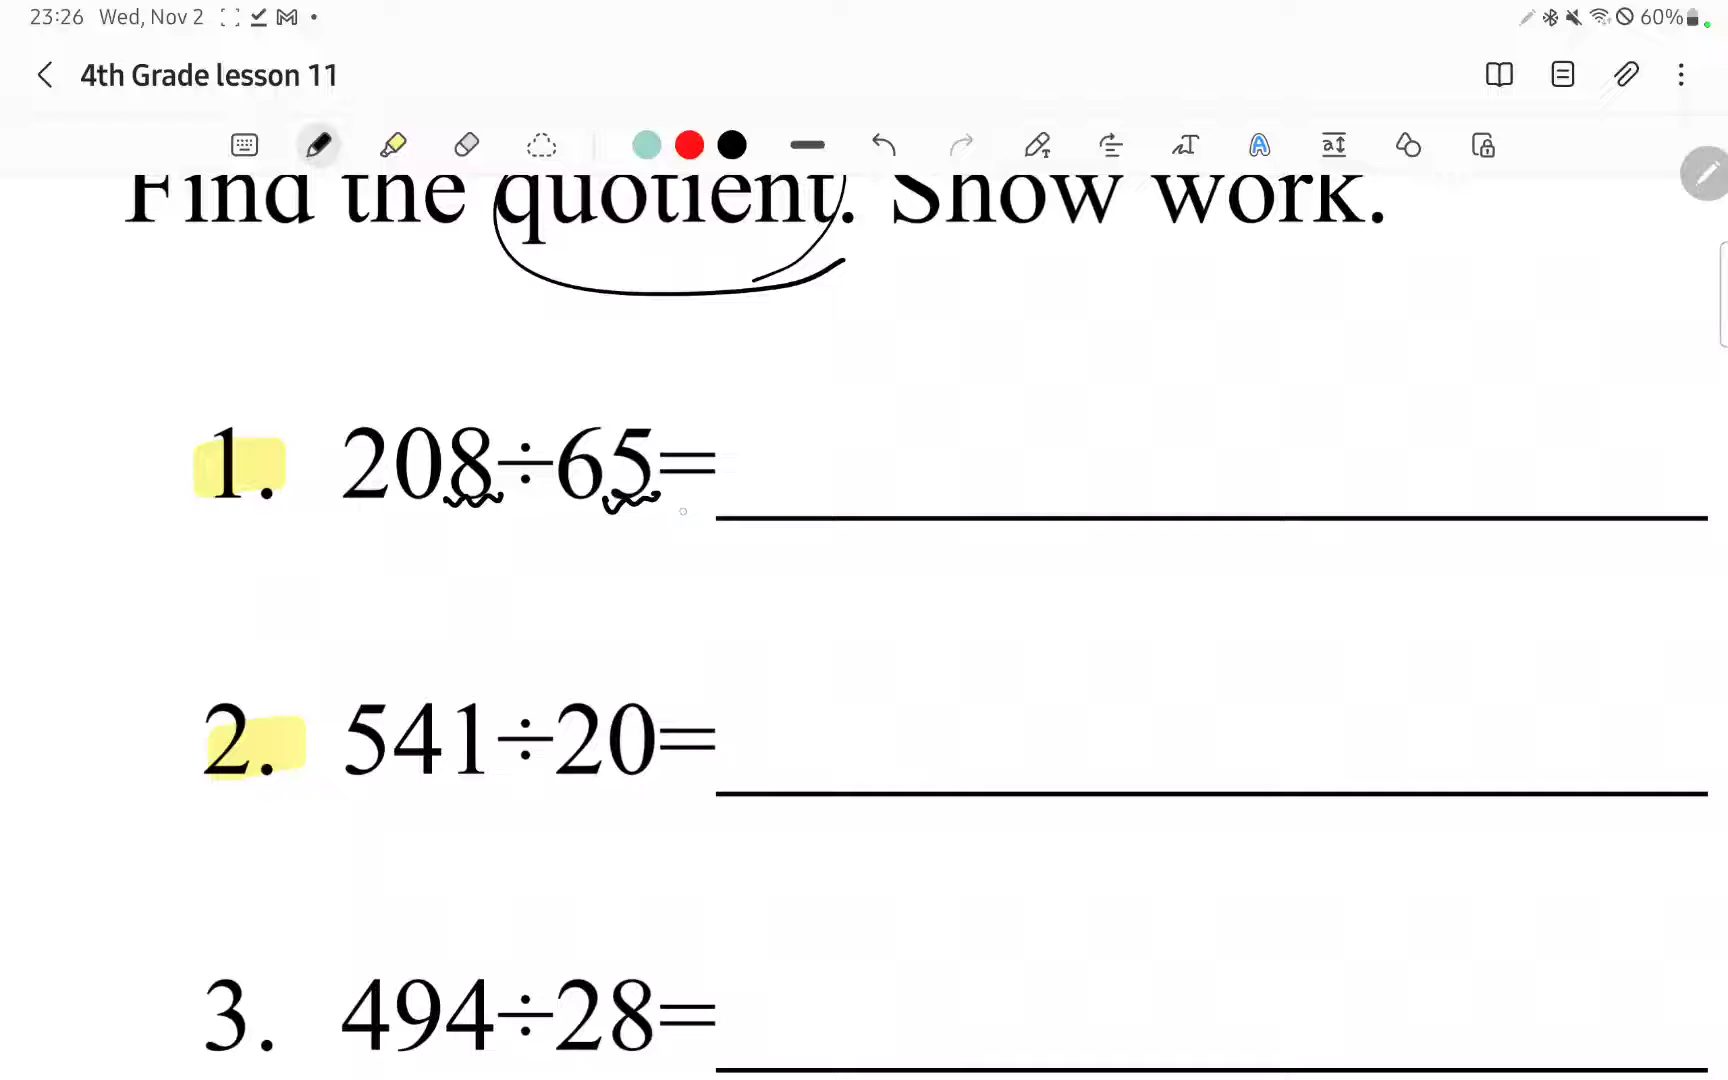 23:26 Wed, Nov 2 60%
4th Grade lesson 11
Find the quotient. Show work.
1. 208÷65=
2. 541÷20=
3. 494÷28=